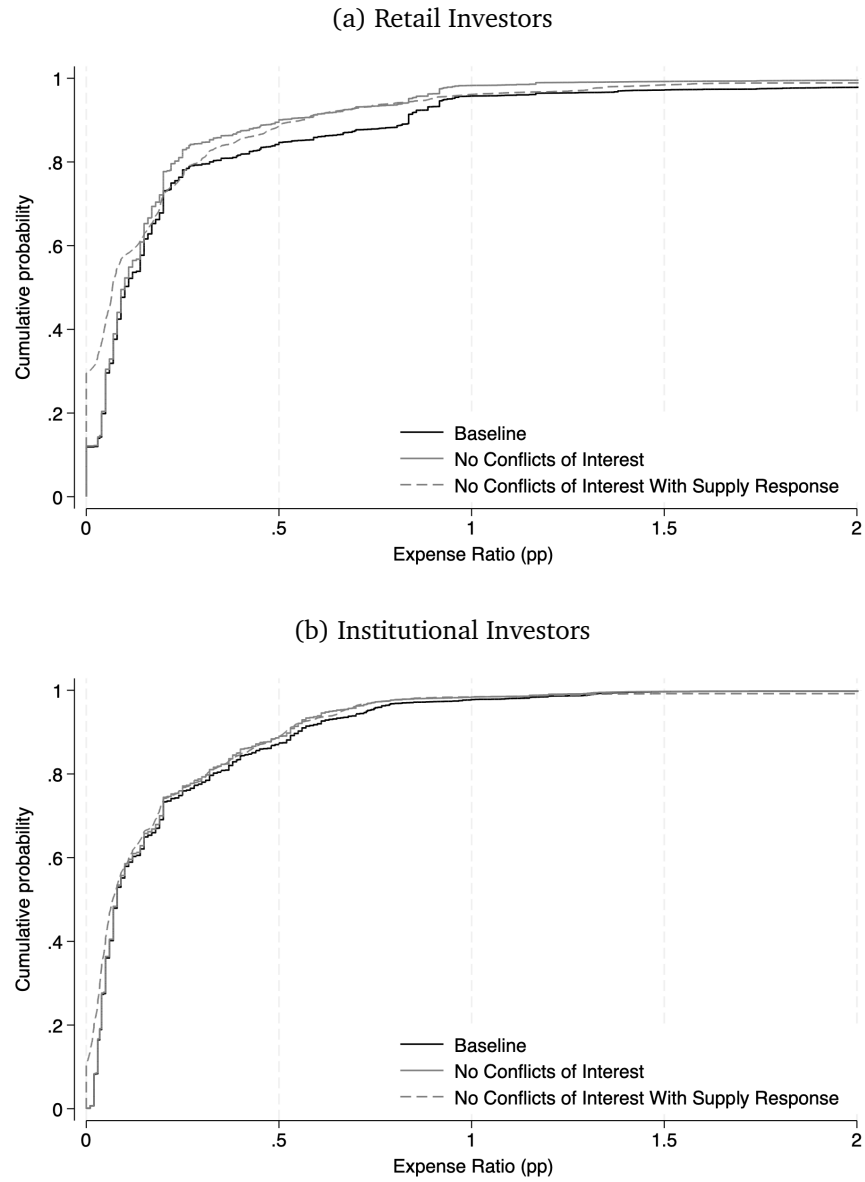 (a) Retail Investors
1
.8
.6
.4
.2
0
Cumulative probability
Baseline
No Conflicts of Interest
No Conflicts of Interest With Supply Response
0 .5 1 1.5 2
Expense Ratio (pp)
(b) Institutional Investors
1
.8
.6
.4
.2
0
Cumulative probability
Baseline
No Conflicts of Interest
No Conflicts of Interest With Supply Response
0 .5 1 1.5 2
Expense Ratio (pp)